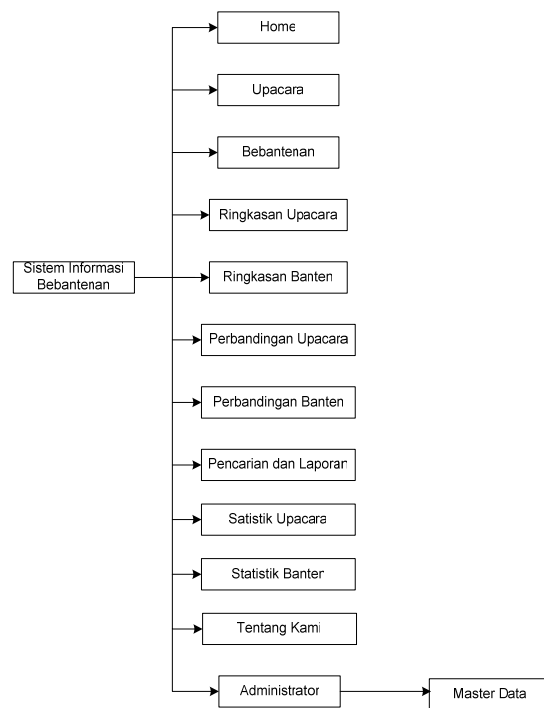 Home
Upacara
Bebantenan
Ringkasan Upacara
Sistem Informasi
Bebantenan
Ringkasan Banten
Perbandingan Upacara
Perbandingan Banten
Pencarian dan Laporan
Satistik Upacara
Statistik Banten
Tentang Kami
Administrator
Master Data